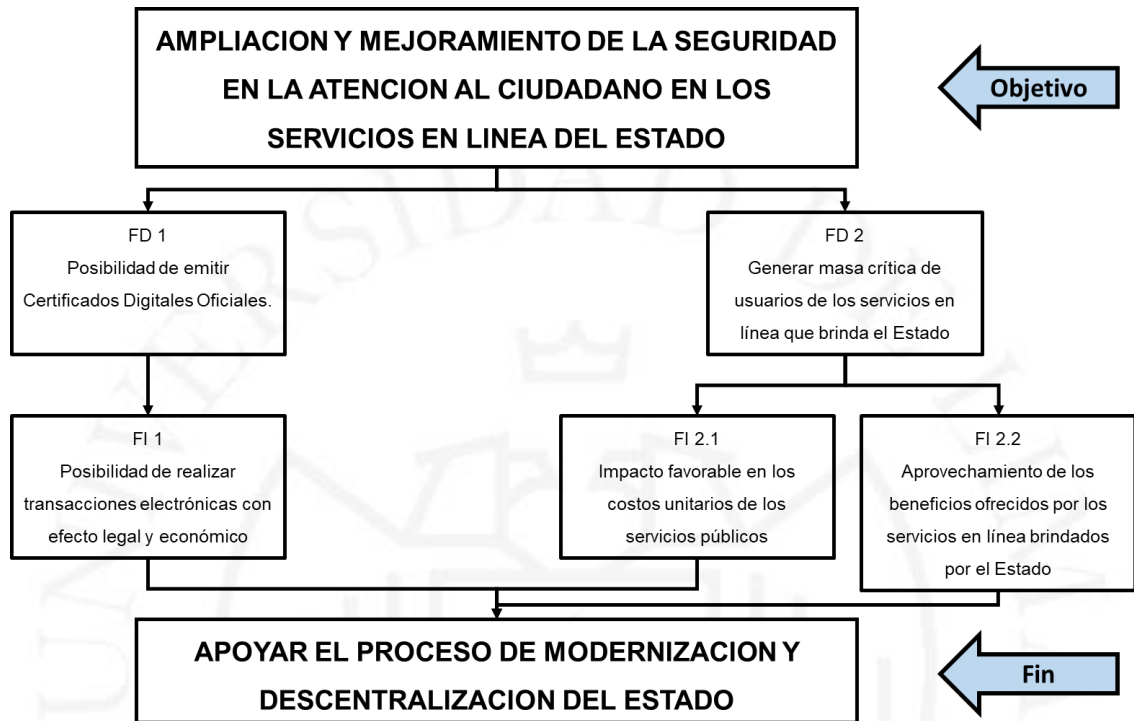 AMPLIACION Y MEJORAMIENTO DE LA SEGURIDAD
EN LA ATENCION AL CIUDADANO EN LOS
SERVICIOS EN LINEA DEL ESTADO
Objetivo
FD 1
Posibilidad de emitir
Certificados Digitales Oficiales.
FD 2
Generar masa crítica de
usuarios de los servicios en
línea que brinda el Estado
FI 1
Posibilidad de realizar
transacciones electrónicas con
efecto legal y económico
FI 2.1
Impacto favorable en los
costos unitarios de los
servicios públicos
FI 2.2
Aprovechamiento de los
beneficios ofrecidos por los
servicios en línea brindados
por el Estado
APOYAR EL PROCESO DE MODERNIZACION Y
DESCENTRALIZACION DEL ESTADO
Fin
UNIVERSIDAD DE LIMA